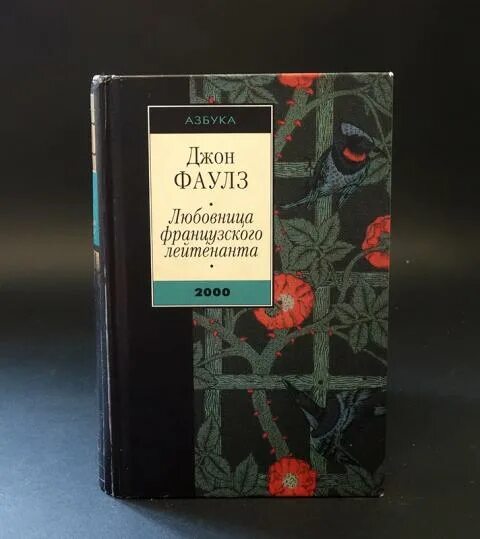 АЗБУКА
Джон
ФАУЛЗ
Любовница
французского
лейтенанта
2000